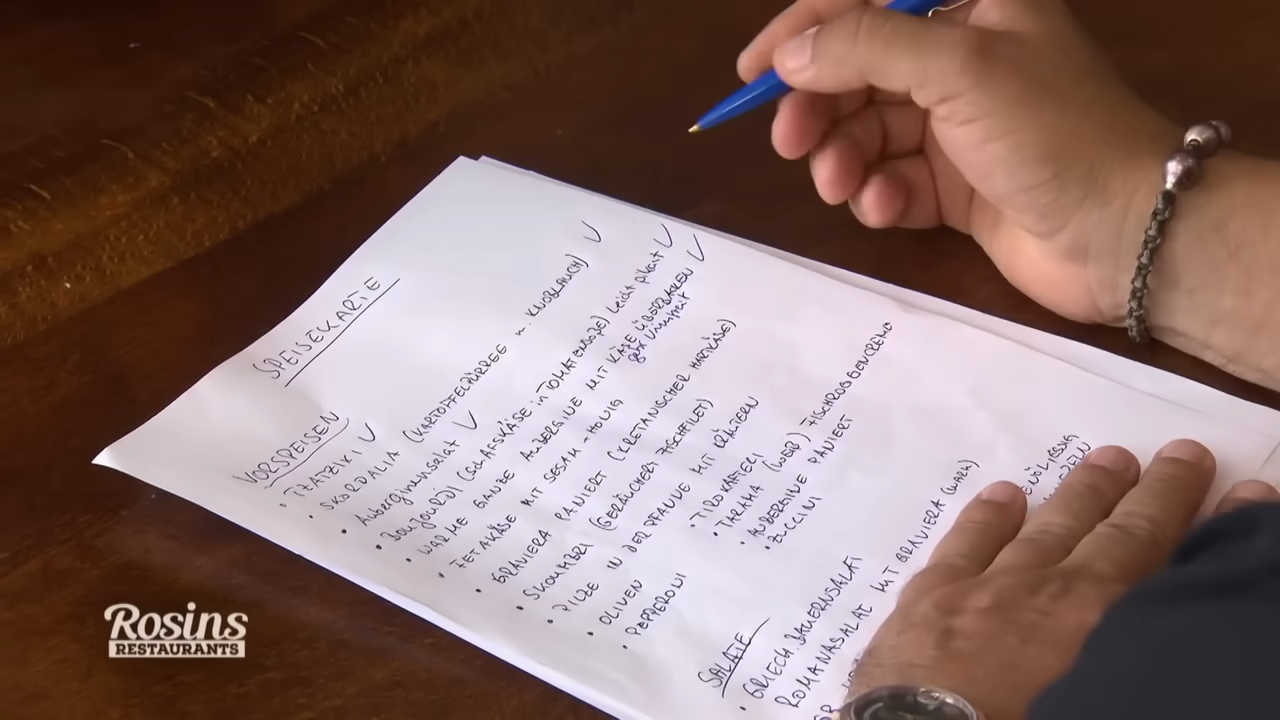 SPEISEKARTE
VORSPEISEN
• TZATZIKI ✓
• SKORDALIA (KARTOFFELPÜREE u. KNOBLAUCH) ✓
• Auberginensalat ✓
• BOUJOURDI (SCHAFSKÄSE in TOMATENSOßE) leicht pikant ✓
• WARME GANZE AUBERGINE MIT KÄSE ÜBERBACKEN ✓
• FETAKÄSE MIT SESAM-HONIG
• GRAVIERA PANIERT (KRETANISCHER HARTKÄSE)
• SKOUMBRI (GERÄUCHERT FISCHFILET)
• PILZE IN DER PFANNE MIT KRÄUTERN
• OLIVEN
• PEPPERONI
• TIROKAFTERI
TARAMA FISCHROGENCREME
• AUBERGINE PANIERT
• ZUCCINI
SALATE
• GRIECH. BAUERNSALAT
ROMANASALAT MIT GRAVIERA (WARM)
Rosins
RESTAURANTS